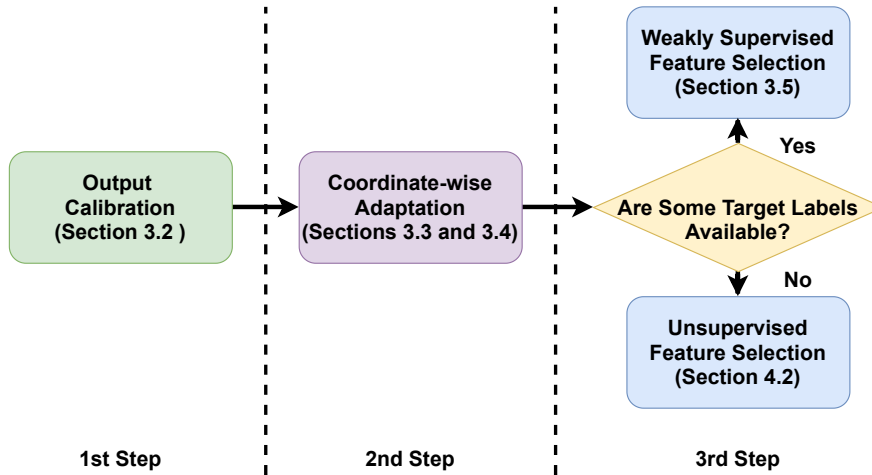 Output
Calibration
(Section 3.2 )
Coordinate-wise
Adaptation
(Sections 3.3 and 3.4)
Weakly Supervised
Feature Selection
(Section 3.5)
Yes
Are Some Target Labels
Available?
No
Unsupervised
Feature Selection
(Section 4.2)
1st Step
2nd Step
3rd Step